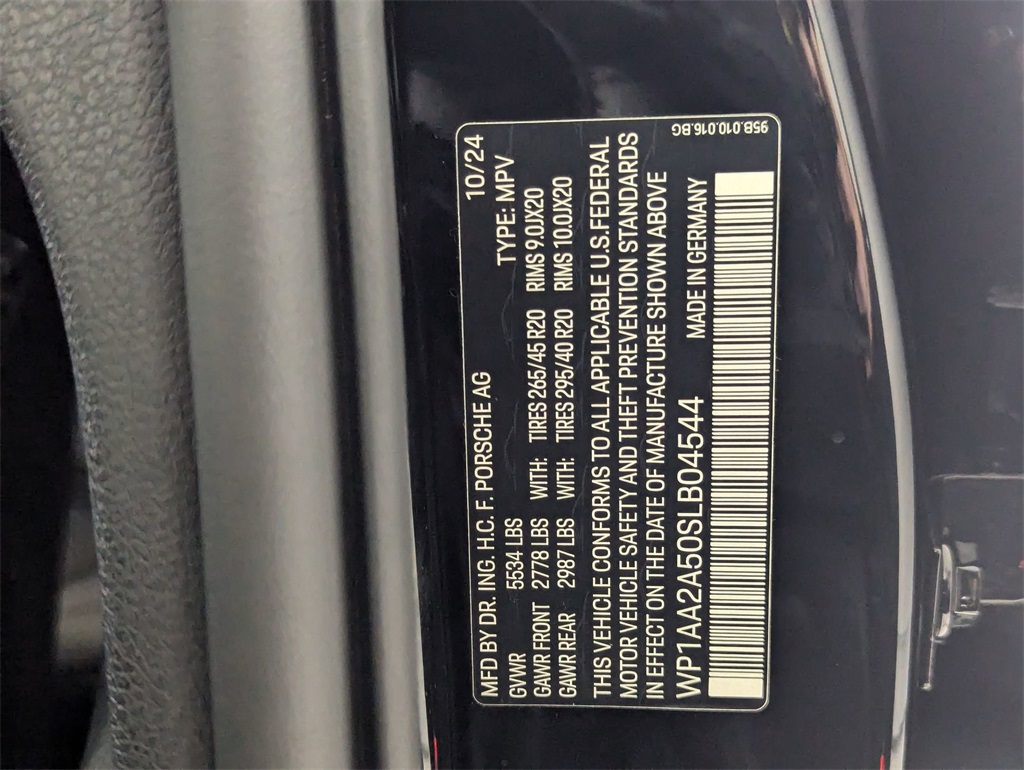 MFD BY DR. ING. H.C. F. PORSCHE AG 10/24
GVWR 5534 LBS TYPE: MPV
GAWR FRONT 2778 LBS WITH: TIRES 265/45 R20 RIMS 9.0JX20
GAWR REAR 2987 LBS WITH: TIRES 295/40 R20 RIMS 10.0JX20
THIS VEHICLE CONFORMS TO ALL APPLICABLE U.S.FEDERAL
MOTOR VEHICLE SAFETY AND THEFT PREVENTION STANDARDS
IN EFFECT ON THE DATE OF MANUFACTURE SHOWN ABOVE
WP1AA2A50SLB04544 MADE IN GERMANY
95B.010.016.BG